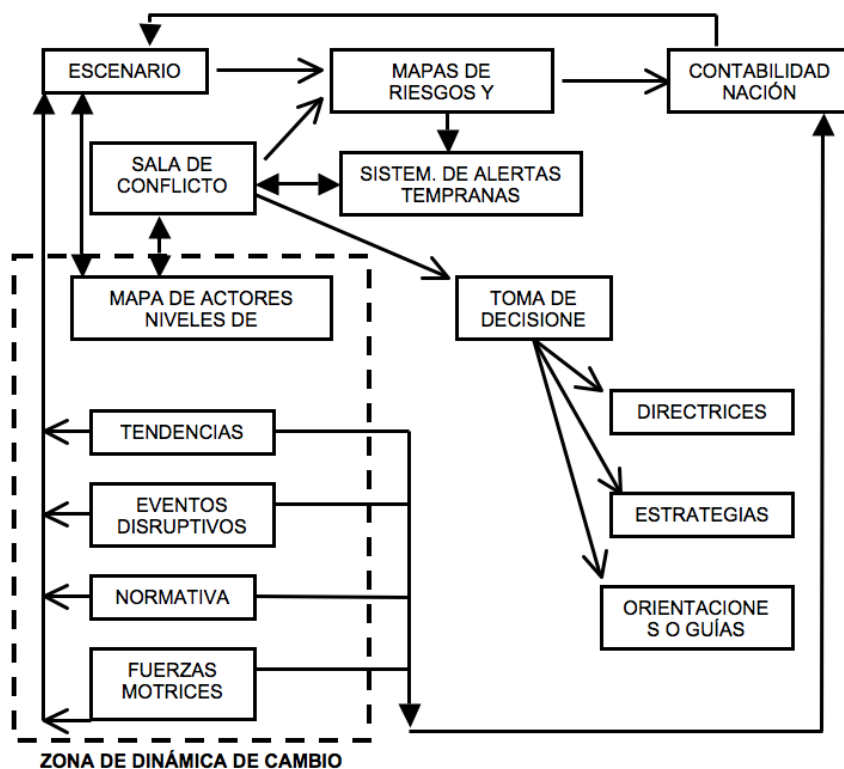 ESCENARIO
MAPAS DE
RIESGOS Y
CONTABILIDAD
NACIÓN
SALA DE
CONFLICTO
SISTEM. DE ALERTAS
TEMPRANAS
MAPA DE ACTORES
NIVELES DE
TOMA DE
DECISIONE
DIRECTRICES
TENDENCIAS
EVENTOS
DISRUPTIVOS
ESTRATEGIAS
NORMATIVA
ORIENTACIONE
S O GUÍAS
FUERZAS
MOTRICES
ZONA DE DINÁMICA DE CAMBIO